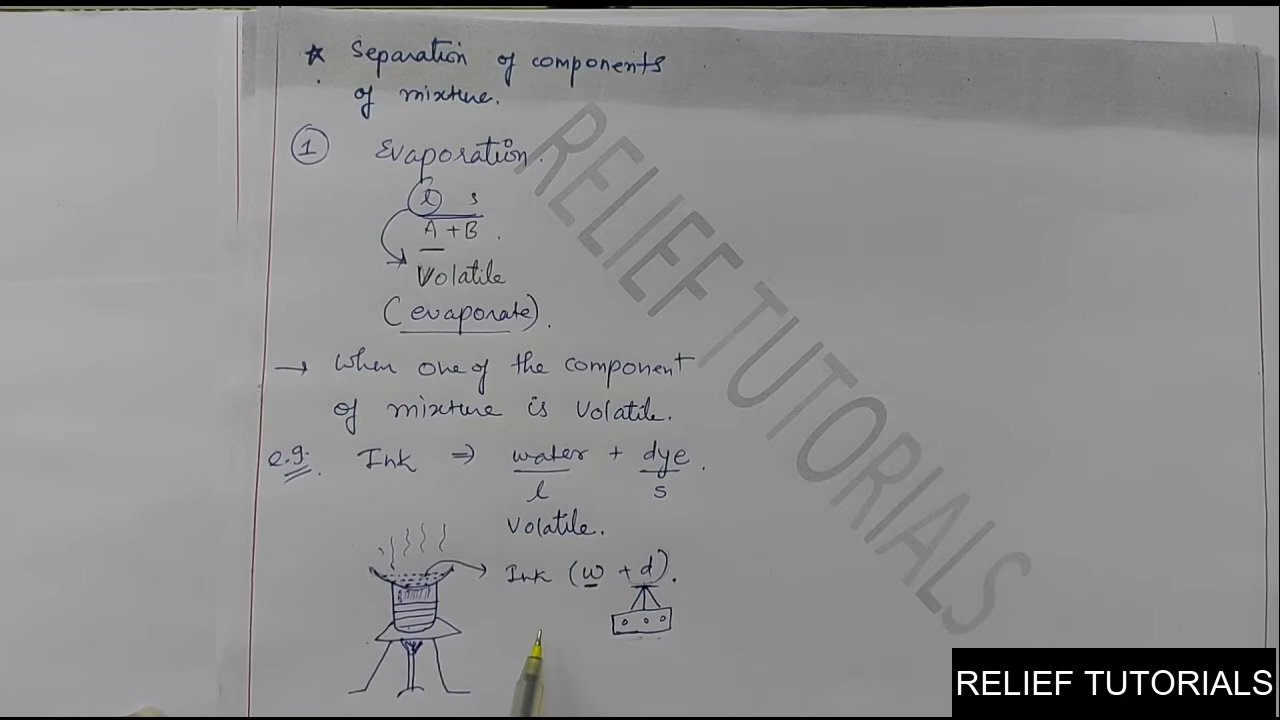 ☆ Separation of components
of mixture.
① Evaporation.
l s
A + B.
Volatile
(evaporate).
→ When one of the component
of mixture is volatile.
e.g. Ink ⇒ water + dye.
l s
Volatile.
Ink (w + d).
RELIEF TUTORIALS
RELIEF TUTORIALS